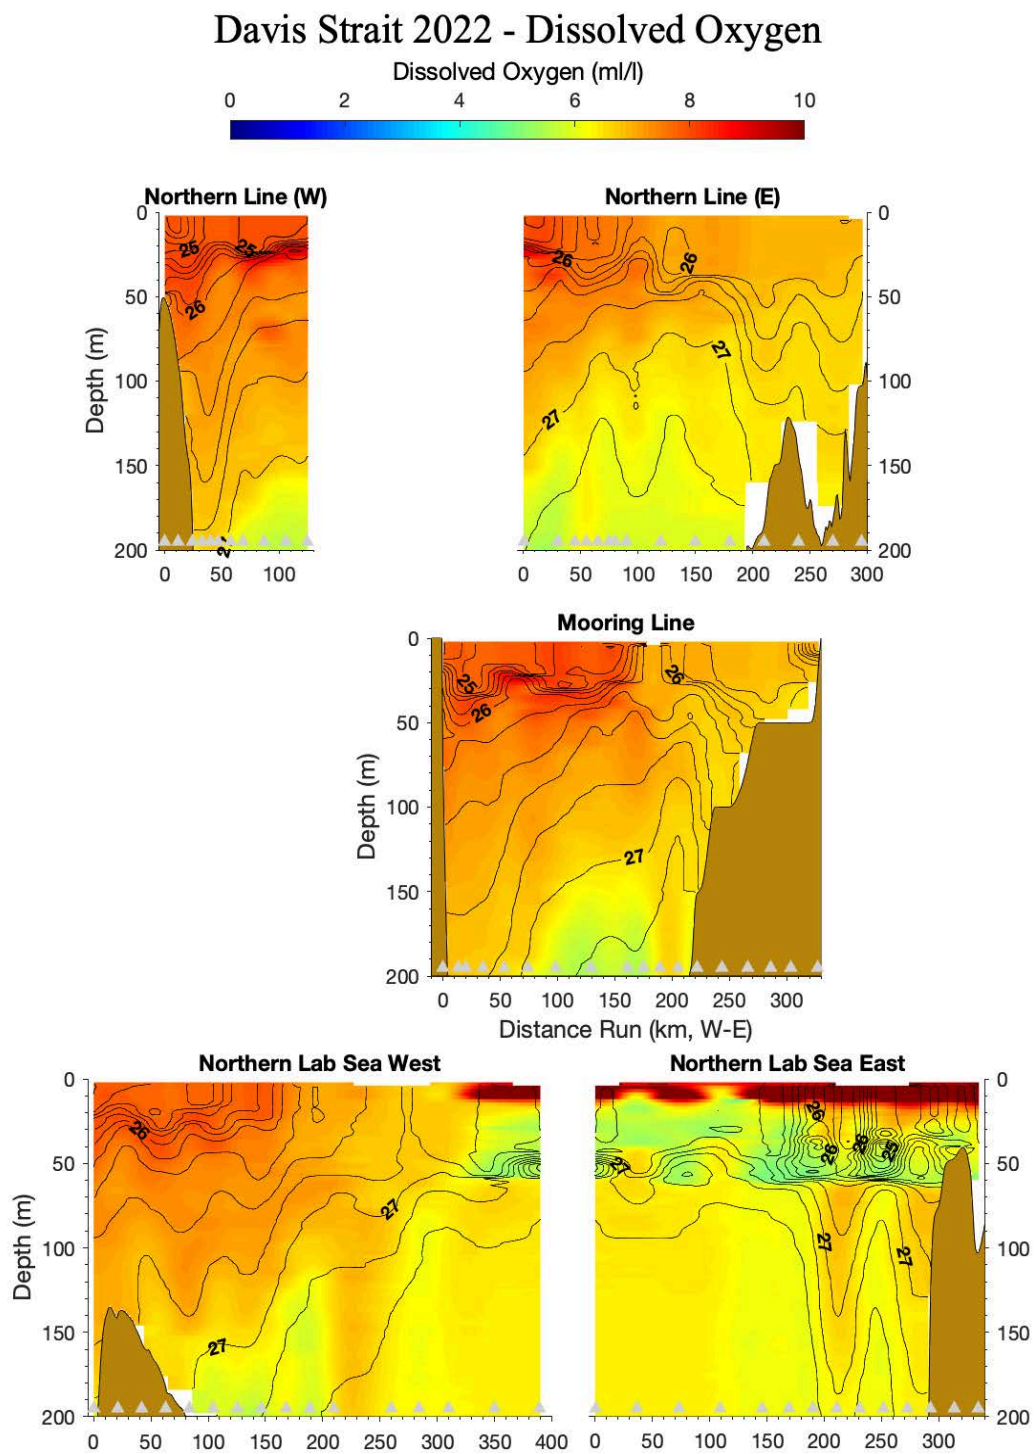 Davis Strait 2022 - Dissolved Oxygen
Dissolved Oxygen (ml/l)
0 2 4 6 8 10
Northern Line (W)
Northern Line (E)
Depth (m)
0
50
100
150
200
0 50 100
25
25
26
0
50
100
150
200
0 50 100 150 200 250 300
26
26
27
27
Mooring Line
Depth (m)
0
50
100
150
200
25
26
26
27
0 50 100 150 200 250 300
Distance Run (km, W-E)
Northern Lab Sea West
Northern Lab Sea East
Depth (m)
0
50
100
150
200
26
27
27
0 50 100 150 200 250 300 350 400
0
50
100
150
200
27
26
26
26
25
27
27
0 50 100 150 200 250 300